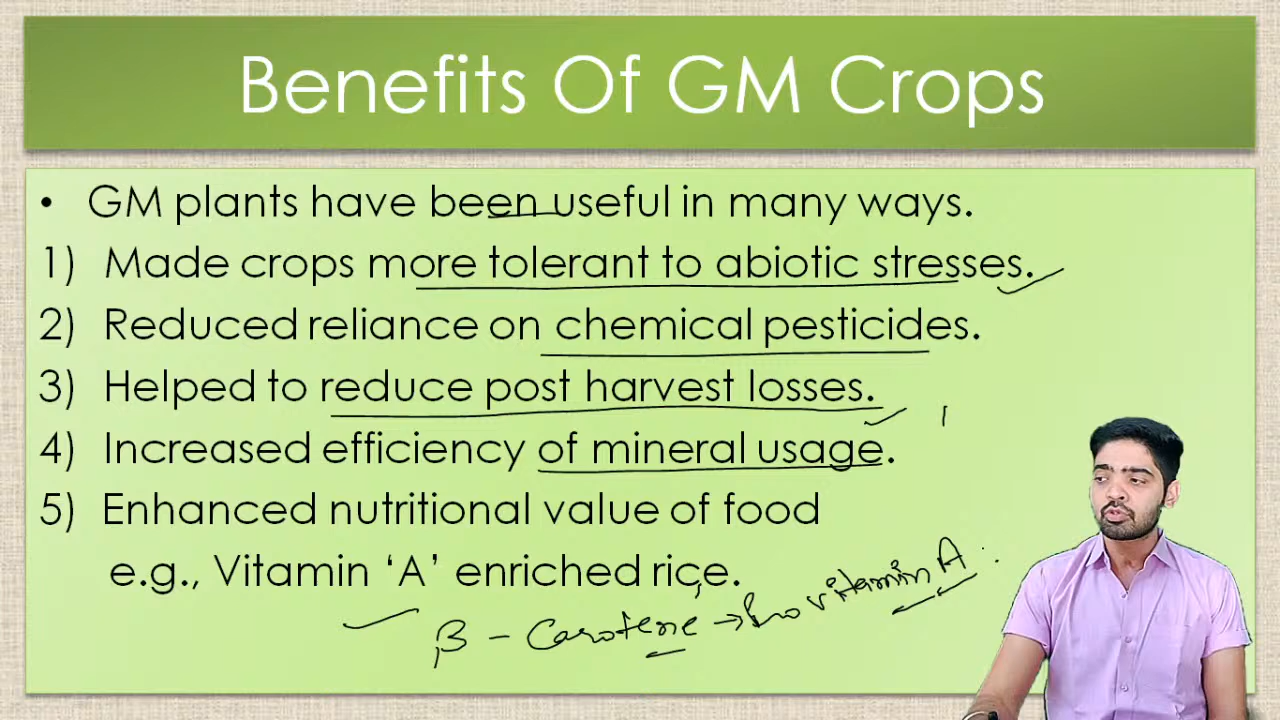 Benefits Of GM Crops
• GM plants have been useful in many ways.
1) Made crops more tolerant to abiotic stresses.
2) Reduced reliance on chemical pesticides.
3) Helped to reduce post harvest losses.
4) Increased efficiency of mineral usage.
5) Enhanced nutritional value of food
e.g., Vitamin ‘A’ enriched rice.
β - Carotene → Pro vitamin A